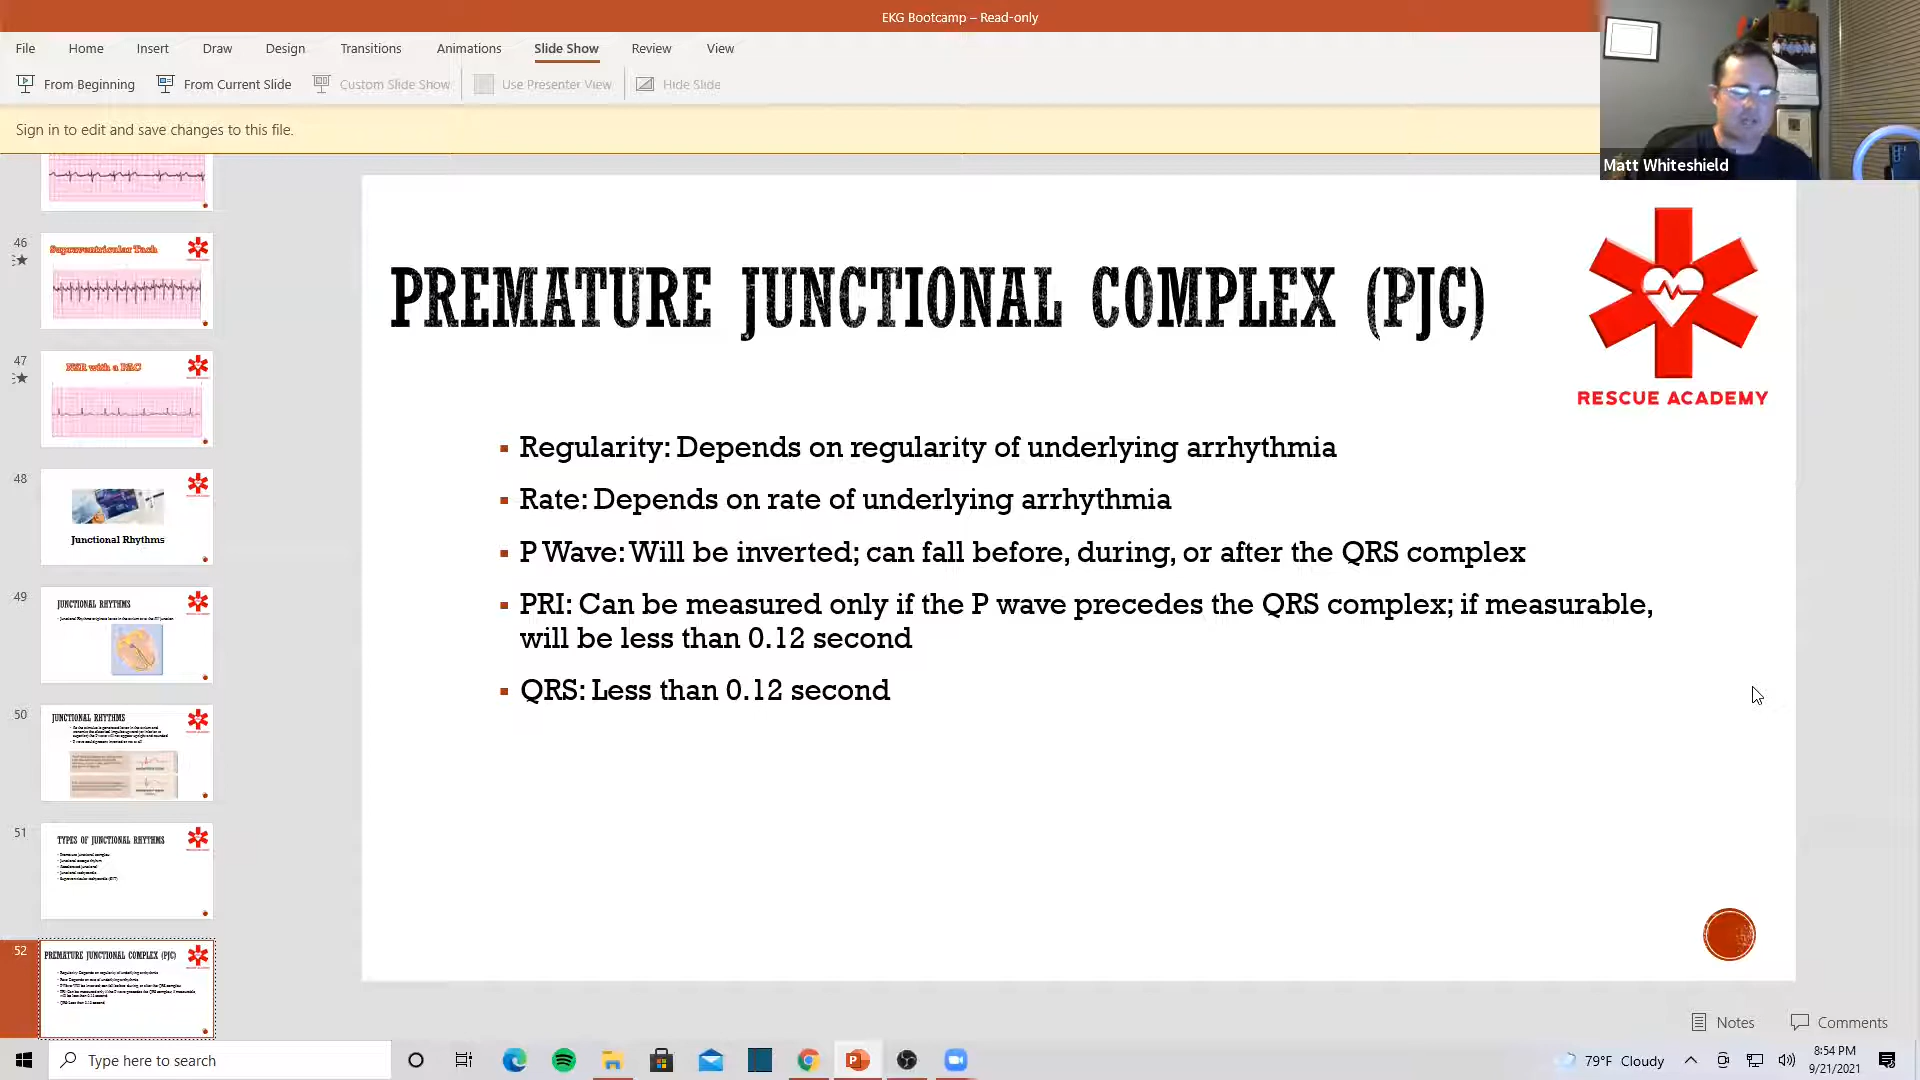 EKG Bootcamp – Read-only
File Home Insert Draw Design Transitions Animations Slide Show Review View
From Beginning From Current Slide Custom Slide Show Use Presenter View Hide Slide
Sign in to edit and save changes to this file.
Matt Whiteshield
46
Supraventricular Tach
47
NSR with a PAC
48
Junctional Rhythms
49
JUNCTIONAL RHYTHMS
50
JUNCTIONAL RHYTHMS
51
TYPES OF JUNCTIONAL RHYTHMS
52
PREMATURE JUNCTIONAL COMPLEX (PJC)
PREMATURE JUNCTIONAL COMPLEX (PJC)
RESCUE ACADEMY
▪ Regularity: Depends on regularity of underlying arrhythmia
▪ Rate: Depends on rate of underlying arrhythmia
▪ P Wave: Will be inverted; can fall before, during, or after the QRS complex
▪ PRI: Can be measured only if the P wave precedes the QRS complex; if measurable,
will be less than 0.12 second
▪ QRS: Less than 0.12 second
Notes Comments
Type here to search
79°F Cloudy
8:54 PM
9/21/2021